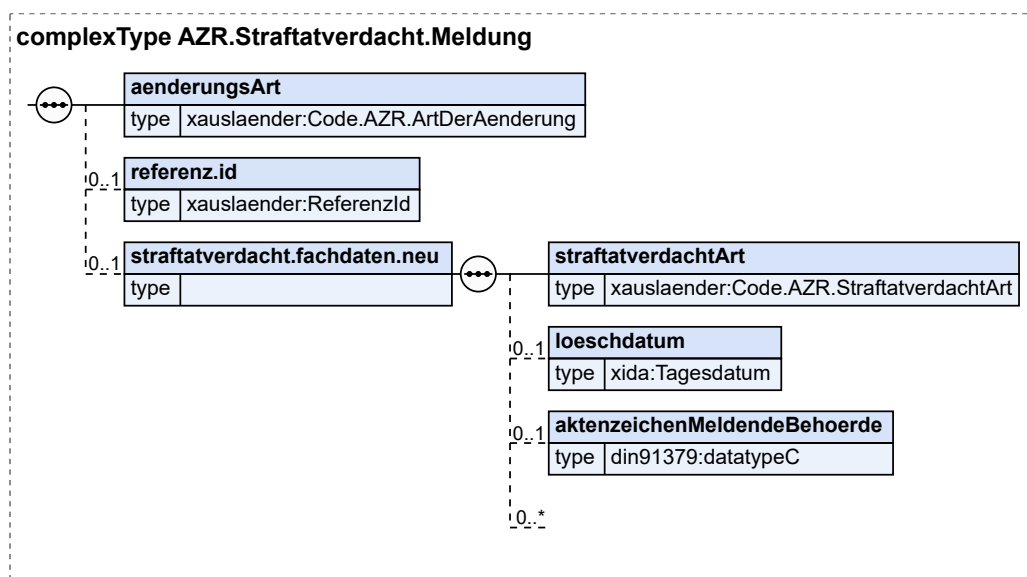 complexType AZR.Straftatverdacht.Meldung
aenderungsArt
type xauslaender:Code.AZR.ArtDerAenderung
0..1 referenz.id
type xauslaender:ReferenzId
0..1 straftatverdacht.fachdaten.neu
type
straftatverdachtArt
type xauslaender:Code.AZR.StraftatverdachtArt
0..1 loeschdatum
type xida:Tagesdatum
0..1 aktenzeichenMeldendeBehoerde
type din91379:datatypeC
0..*